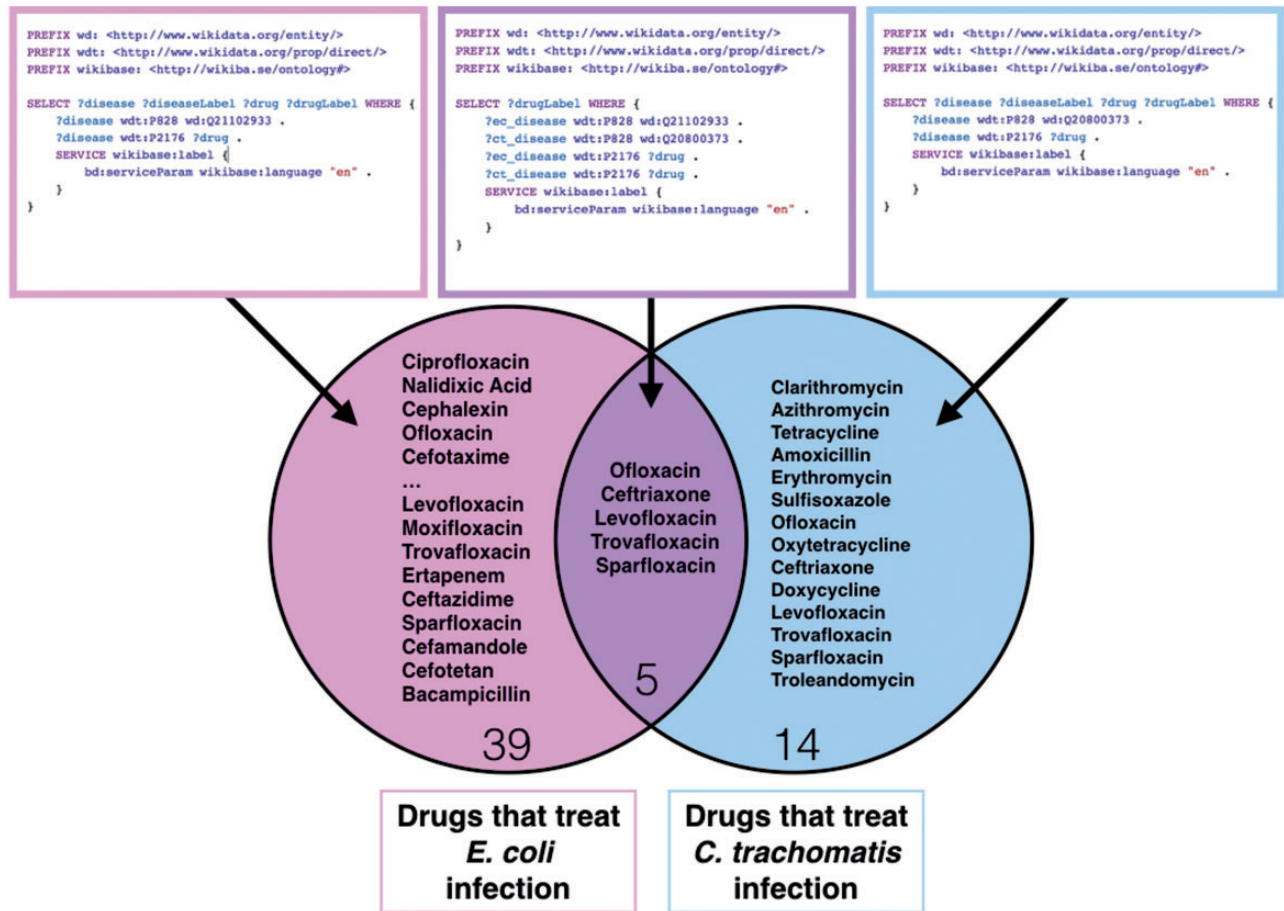 PREFIX wd: <http://www.wikidata.org/entity/>
PREFIX wdt: <http://www.wikidata.org/prop/direct/>
PREFIX wikibase: <http://wikiba.se/ontology#>
SELECT ?disease ?diseaseLabel ?drug ?drugLabel WHERE {
?disease wdt:P828 wd:Q21102933 .
?disease wdt:P2176 ?drug .
SERVICE wikibase:label {
bd:serviceParam wikibase:language "en" .
}
}
PREFIX wd: <http://www.wikidata.org/entity/>
PREFIX wdt: <http://www.wikidata.org/prop/direct/>
PREFIX wikibase: <http://wikiba.se/ontology#>
SELECT ?drugLabel WHERE {
?ec_disease wdt:P828 wd:Q21102933 .
?ct_disease wdt:P828 wd:Q20800373 .
?ec_disease wdt:P2176 ?drug .
?ct_disease wdt:P2176 ?drug .
SERVICE wikibase:label {
bd:serviceParam wikibase:language "en" .
}
}
PREFIX wd: <http://www.wikidata.org/entity/>
PREFIX wdt: <http://www.wikidata.org/prop/direct/>
PREFIX wikibase: <http://wikiba.se/ontology#>
SELECT ?disease ?diseaseLabel ?drug ?drugLabel WHERE {
?disease wdt:P828 wd:Q20800373 .
?disease wdt:P2176 ?drug .
SERVICE wikibase:label {
bd:serviceParam wikibase:language "en" .
}
}
Ciprofloxacin
Nalidixic Acid
Cephalexin
Ofloxacin
Cefotaxime
...
Levofloxacin
Moxifloxacin
Trovafloxacin
Ertapenem
Ceftazidime
Sparfloxacin
Cefamandole
Cefotetan
Bacampicillin
39
Ofloxacin
Ceftriaxone
Levofloxacin
Trovafloxacin
Sparfloxacin
5
Clarithromycin
Azithromycin
Tetracycline
Amoxicillin
Erythromycin
Sulfisoxazole
Ofloxacin
Oxytetracycline
Ceftriaxone
Doxycycline
Levofloxacin
Trovafloxacin
Sparfloxacin
Troleandomycin
14
Drugs that treat
E. coli
infection
Drugs that treat
C. trachomatis
infection